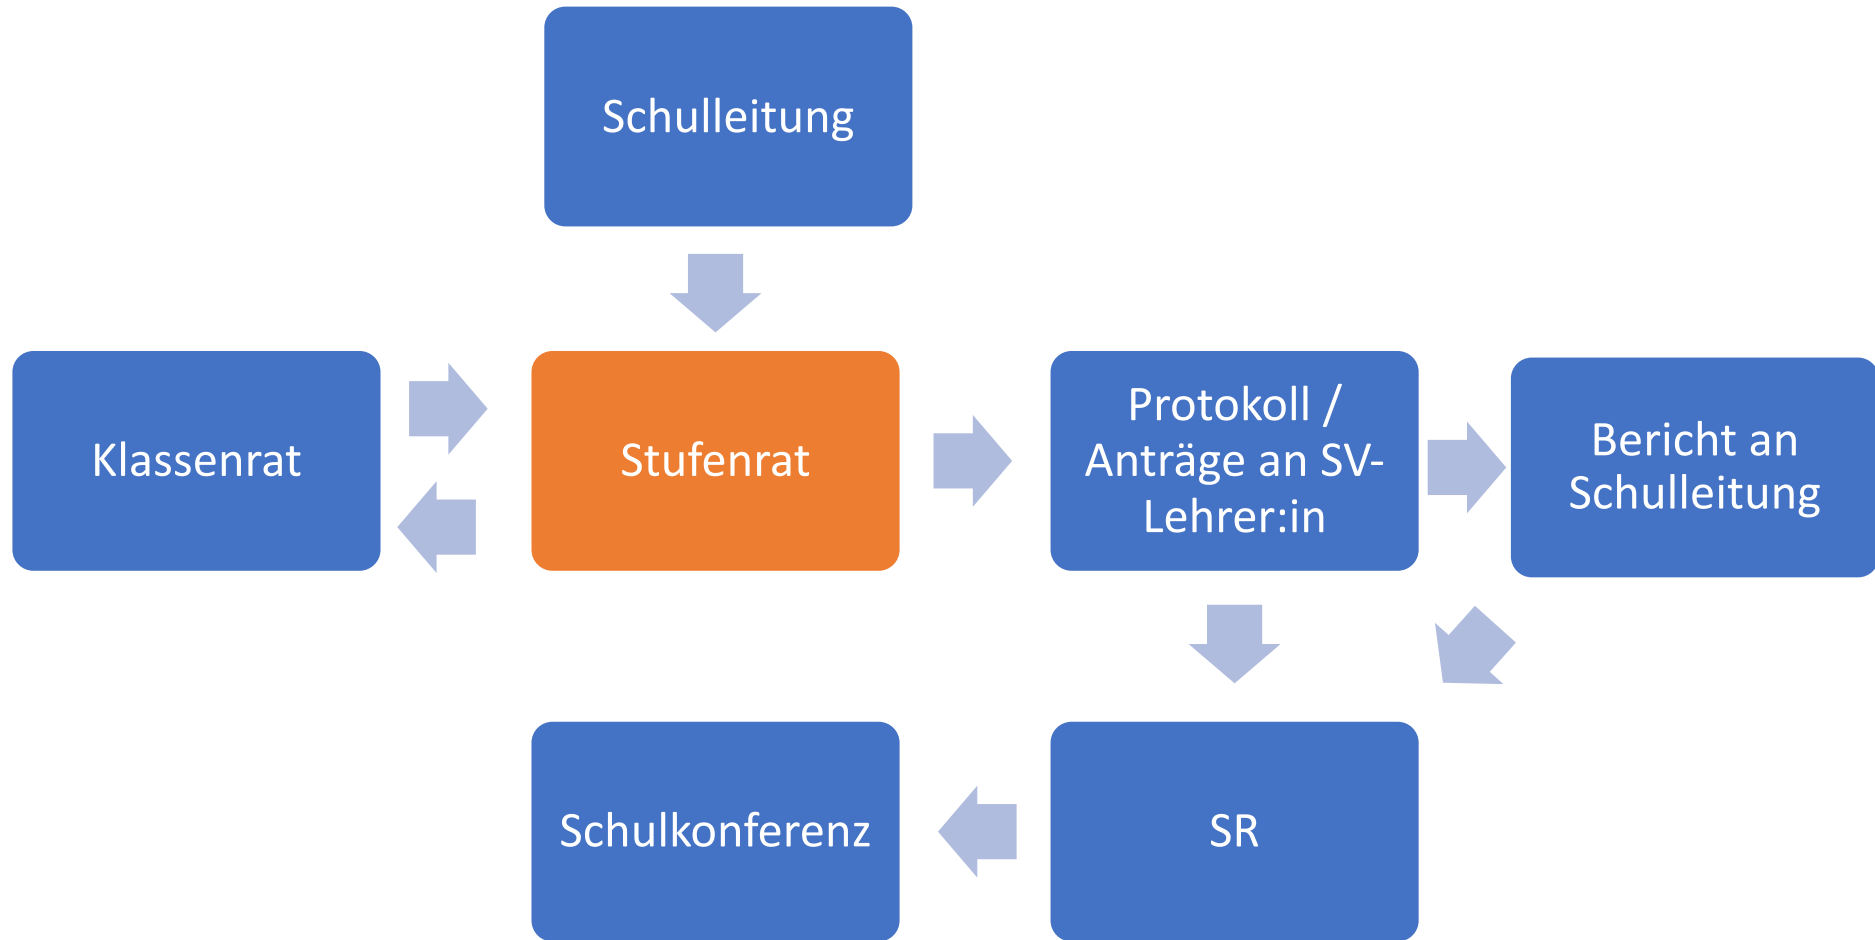 Schulleitung
Klassenrat
Stufenrat
Protokoll /
Anträge an SV-
Lehrer:in
Bericht an
Schulleitung
Schulkonferenz
SR